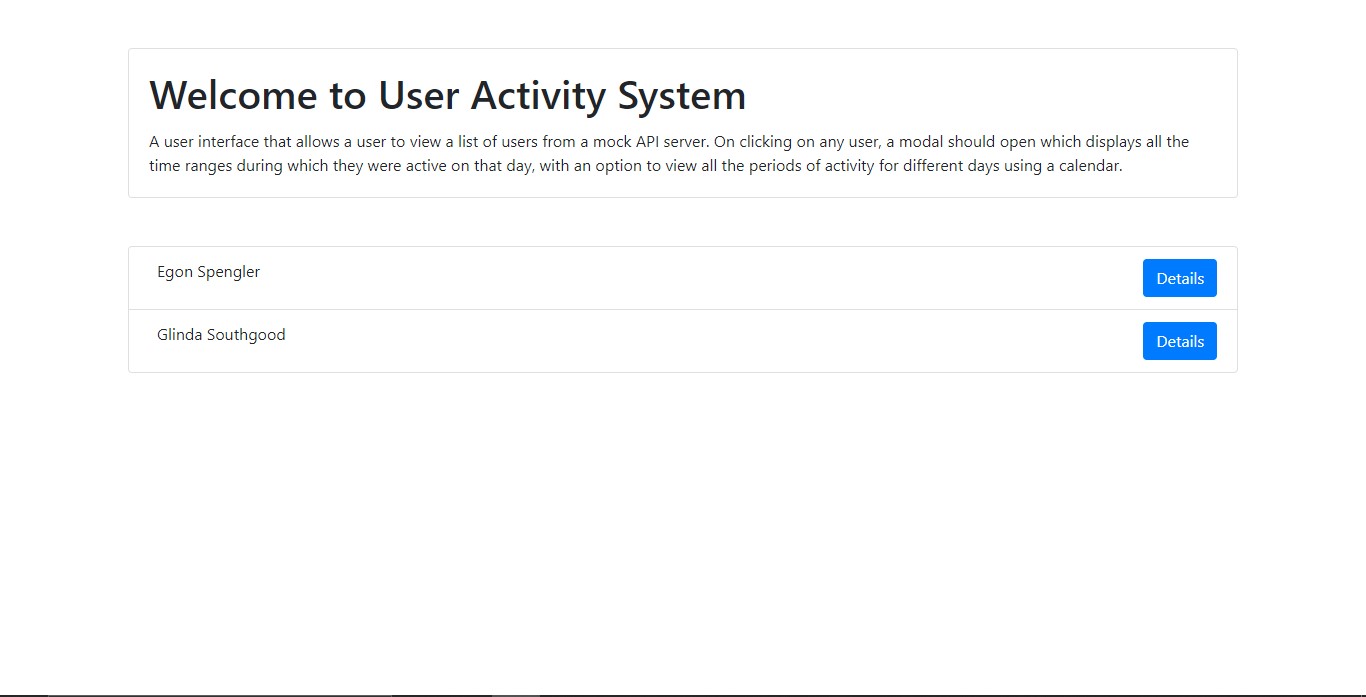 Welcome to User Activity System
A user interface that allows a user to view a list of users from a mock API server. On clicking on any user, a modal should open which displays all the
time ranges during which they were active on that day, with an option to view all the periods of activity for different days using a calendar.
Egon Spengler
Details
Glinda Southgood
Details